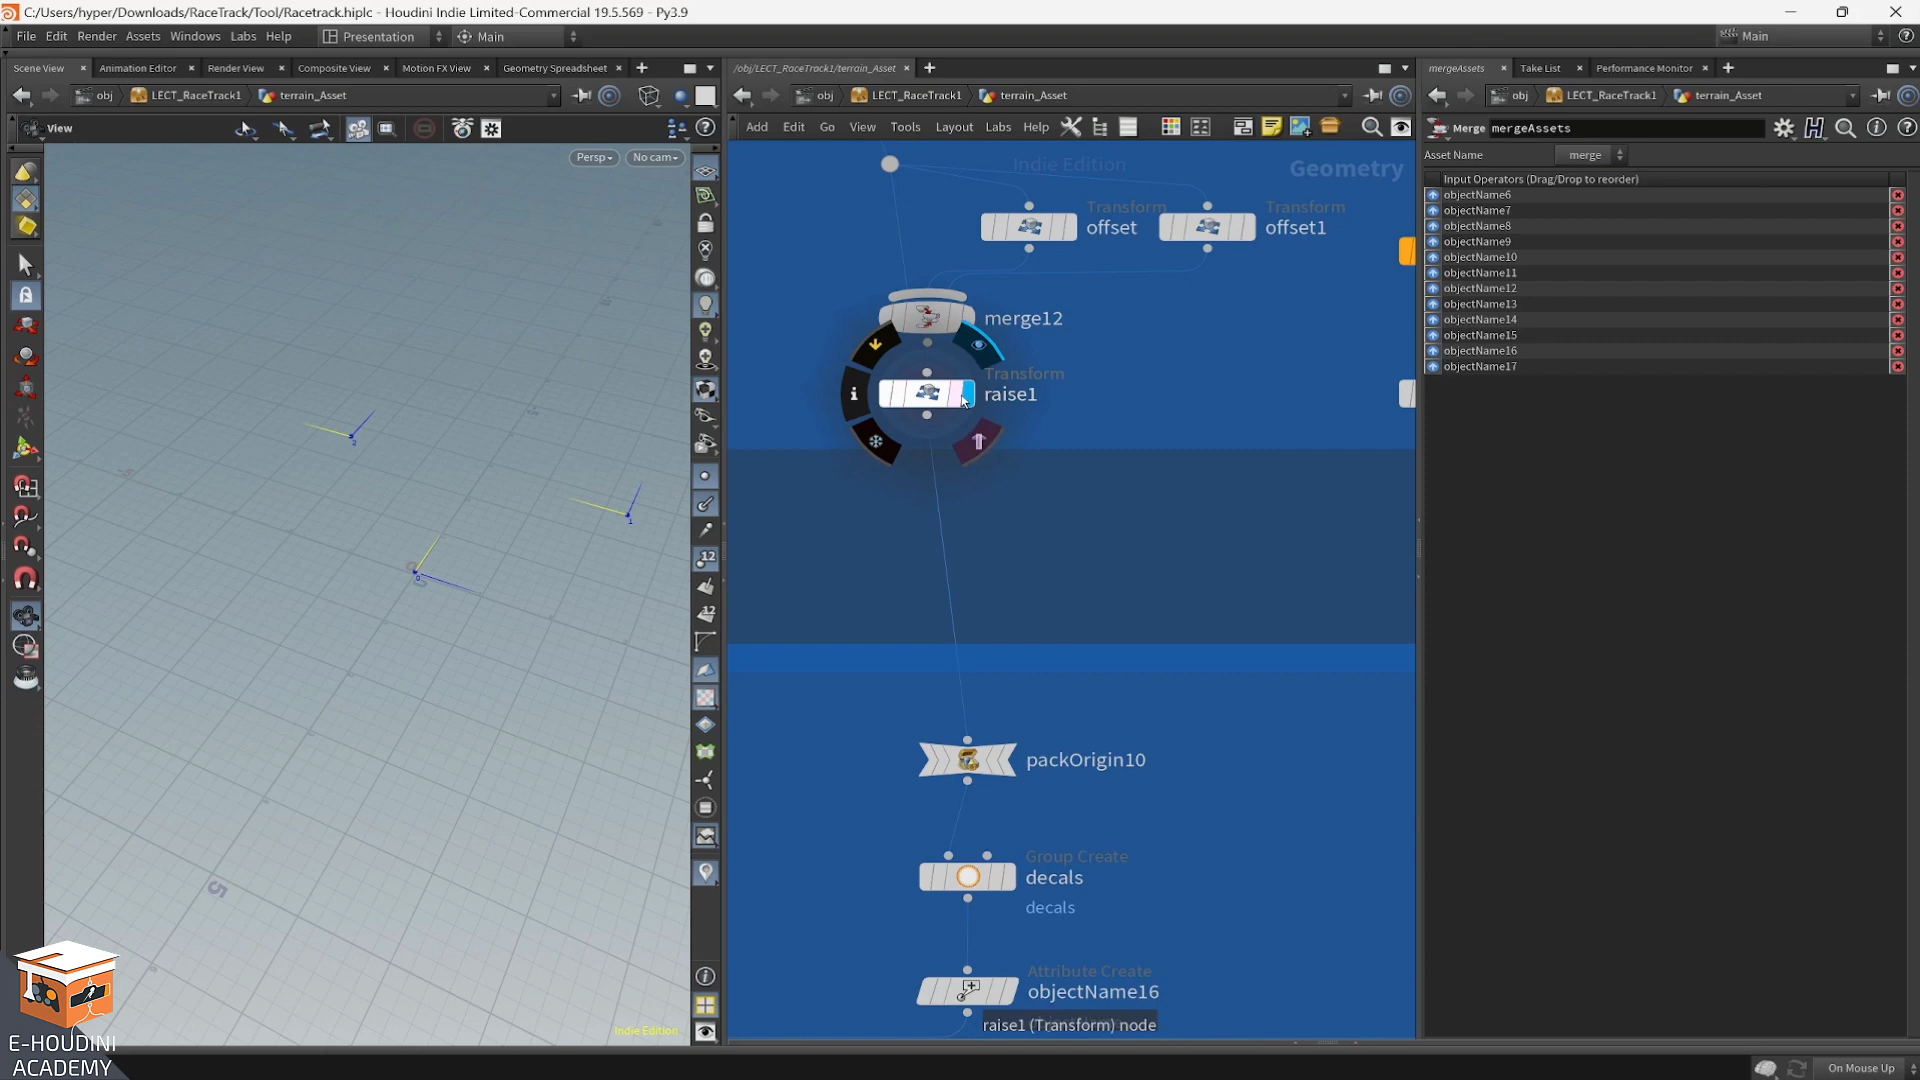 C:/Users/hyper/Downloads/RaceTrack/Tool/Racetrack.hiplc - Houdini Indie Limited-Commercial 19.5.569 - Py3.9
File Edit Render Assets Windows Labs Help Presentation Main Main
Scene View Animation Editor Render View Composite View Motion FX View Geometry Spreadsheet
/obj/LECT_RaceTrack1/terrain_Asset
mergeAssets Take List Performance Monitor
obj LECT_RaceTrack1 terrain_Asset
obj LECT_RaceTrack1 terrain_Asset
obj LECT_RaceTrack1 terrain_Asset
View
Add Edit Go View Tools Layout Labs Help
Merge mergeAssets
Persp No cam
Indie Edition
Geometry
Asset Name merge
Input Operators (Drag/Drop to reorder)
objectName6
objectName7
objectName8
objectName9
objectName10
objectName11
objectName12
objectName13
objectName14
objectName15
objectName16
objectName17
Transform
offset
Transform
offset1
merge12
Transform
raise1
packOrigin10
Group Create
decals
decals
Attribute Create
objectName16
raise1 (Transform) node
2
1
0
5
12
12
Indie Edition
E-HOUDINI
ACADEMY
On Mouse Up